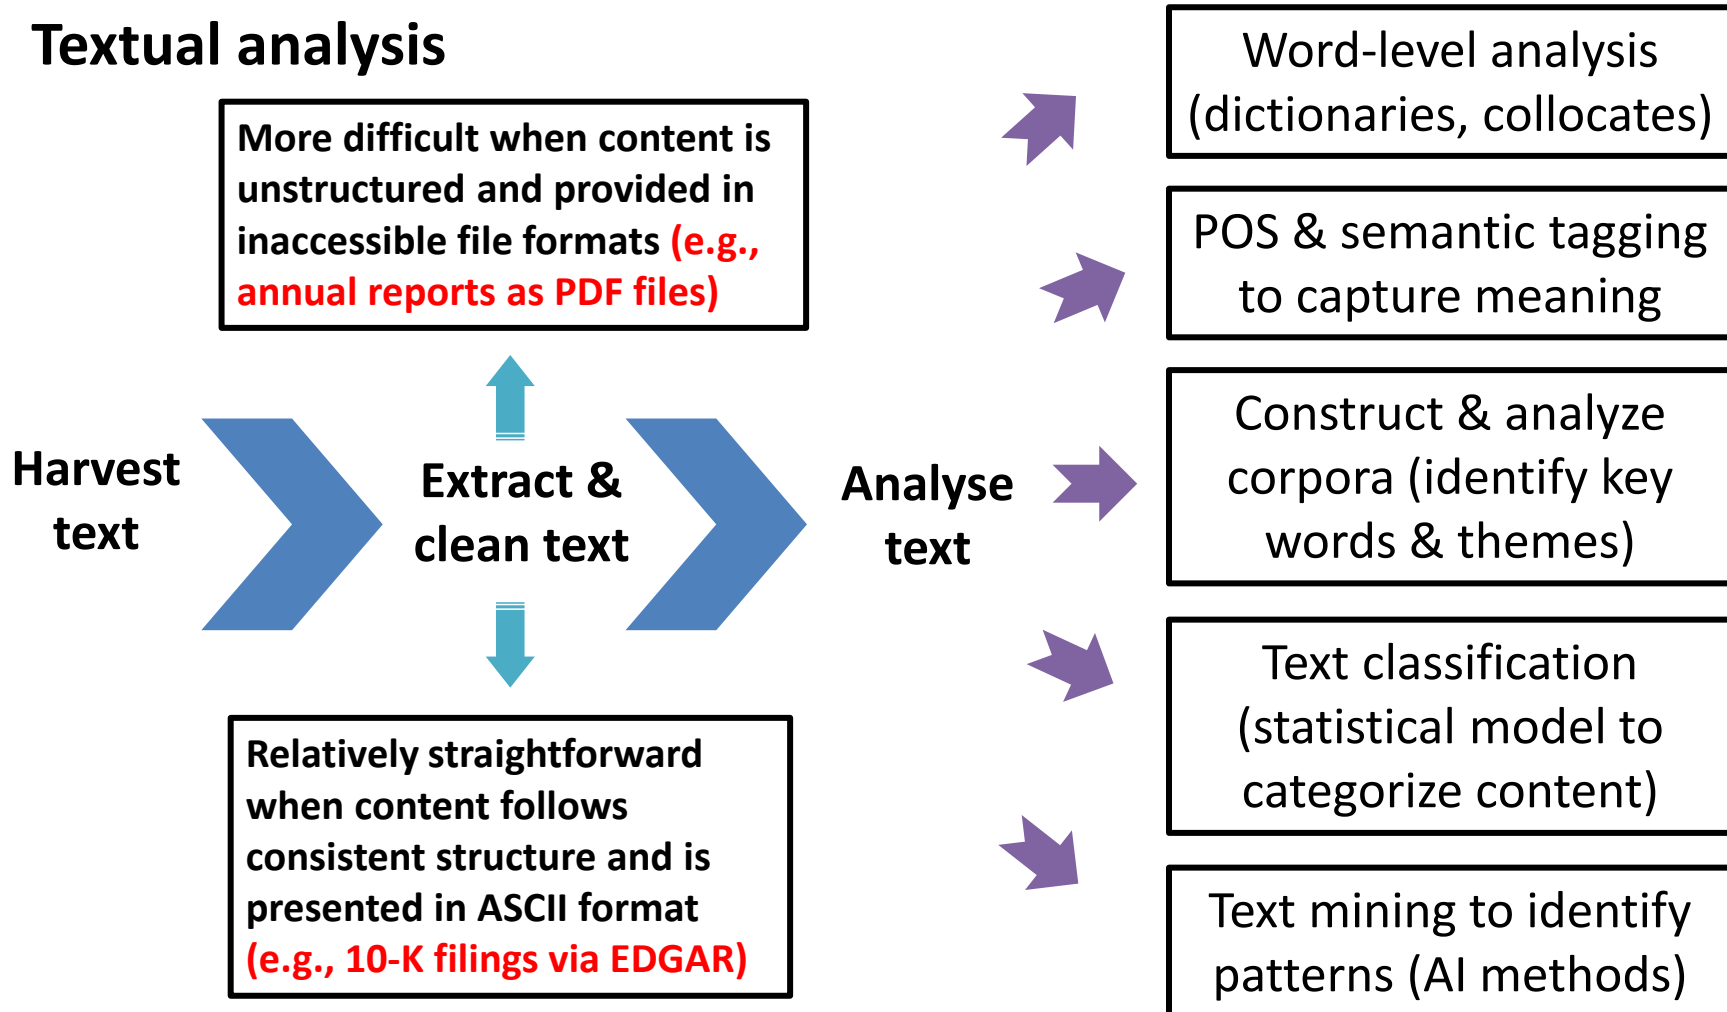 Textual analysis
More difficult when content is
unstructured and provided in
inaccessible file formats (e.g.,
annual reports as PDF files)
Harvest
text
Extract &
clean text
Analyse
text
Relatively straightforward
when content follows
consistent structure and is
presented in ASCII format
(e.g., 10-K filings via EDGAR)
Word-level analysis
(dictionaries, collocates)
POS & semantic tagging
to capture meaning
Construct & analyze
corpora (identify key
words & themes)
Text classification
(statistical model to
categorize content)
Text mining to identify
patterns (AI methods)